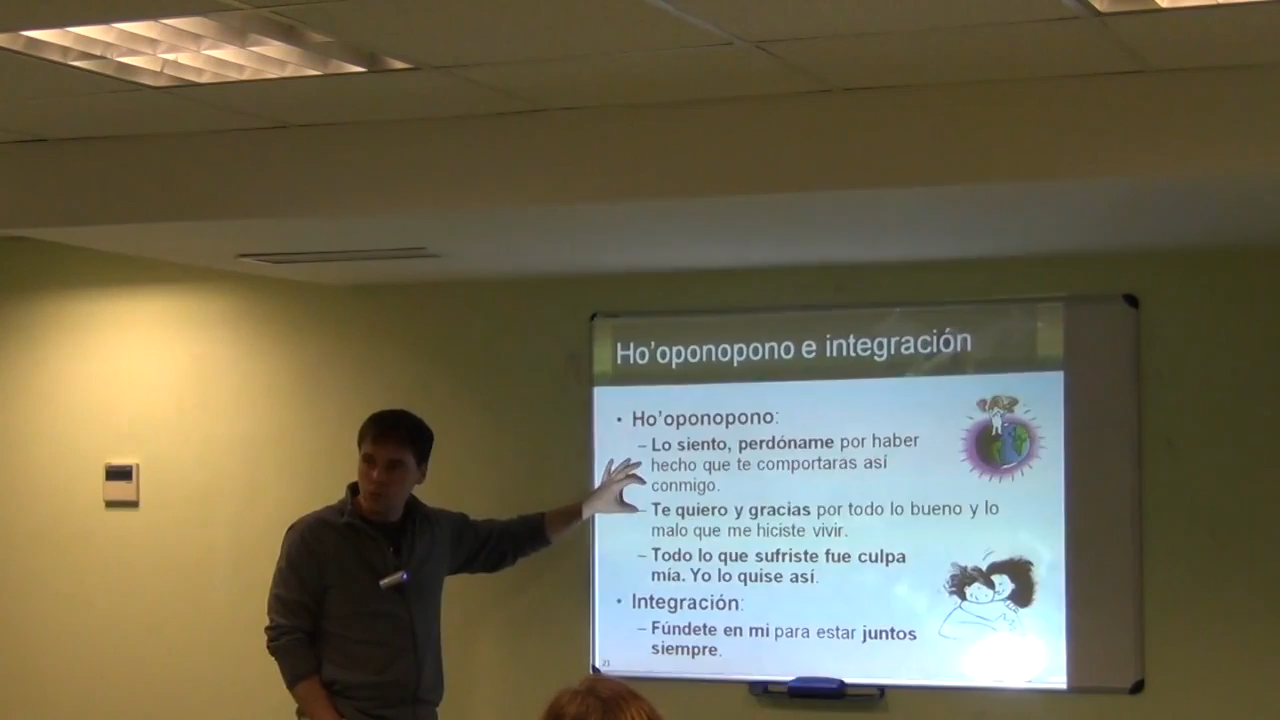 Ho'oponopono e integración
• Ho'oponopono:
– Lo siento, perdóname por haber
hecho que te comportaras así
conmigo.
– Te quiero y gracias por todo lo bueno y lo
malo que me hiciste vivir.
– Todo lo que sufriste fue culpa
mía. Yo lo quise así.
• Integración:
– Fúndete en mi para estar juntos
siempre.
21